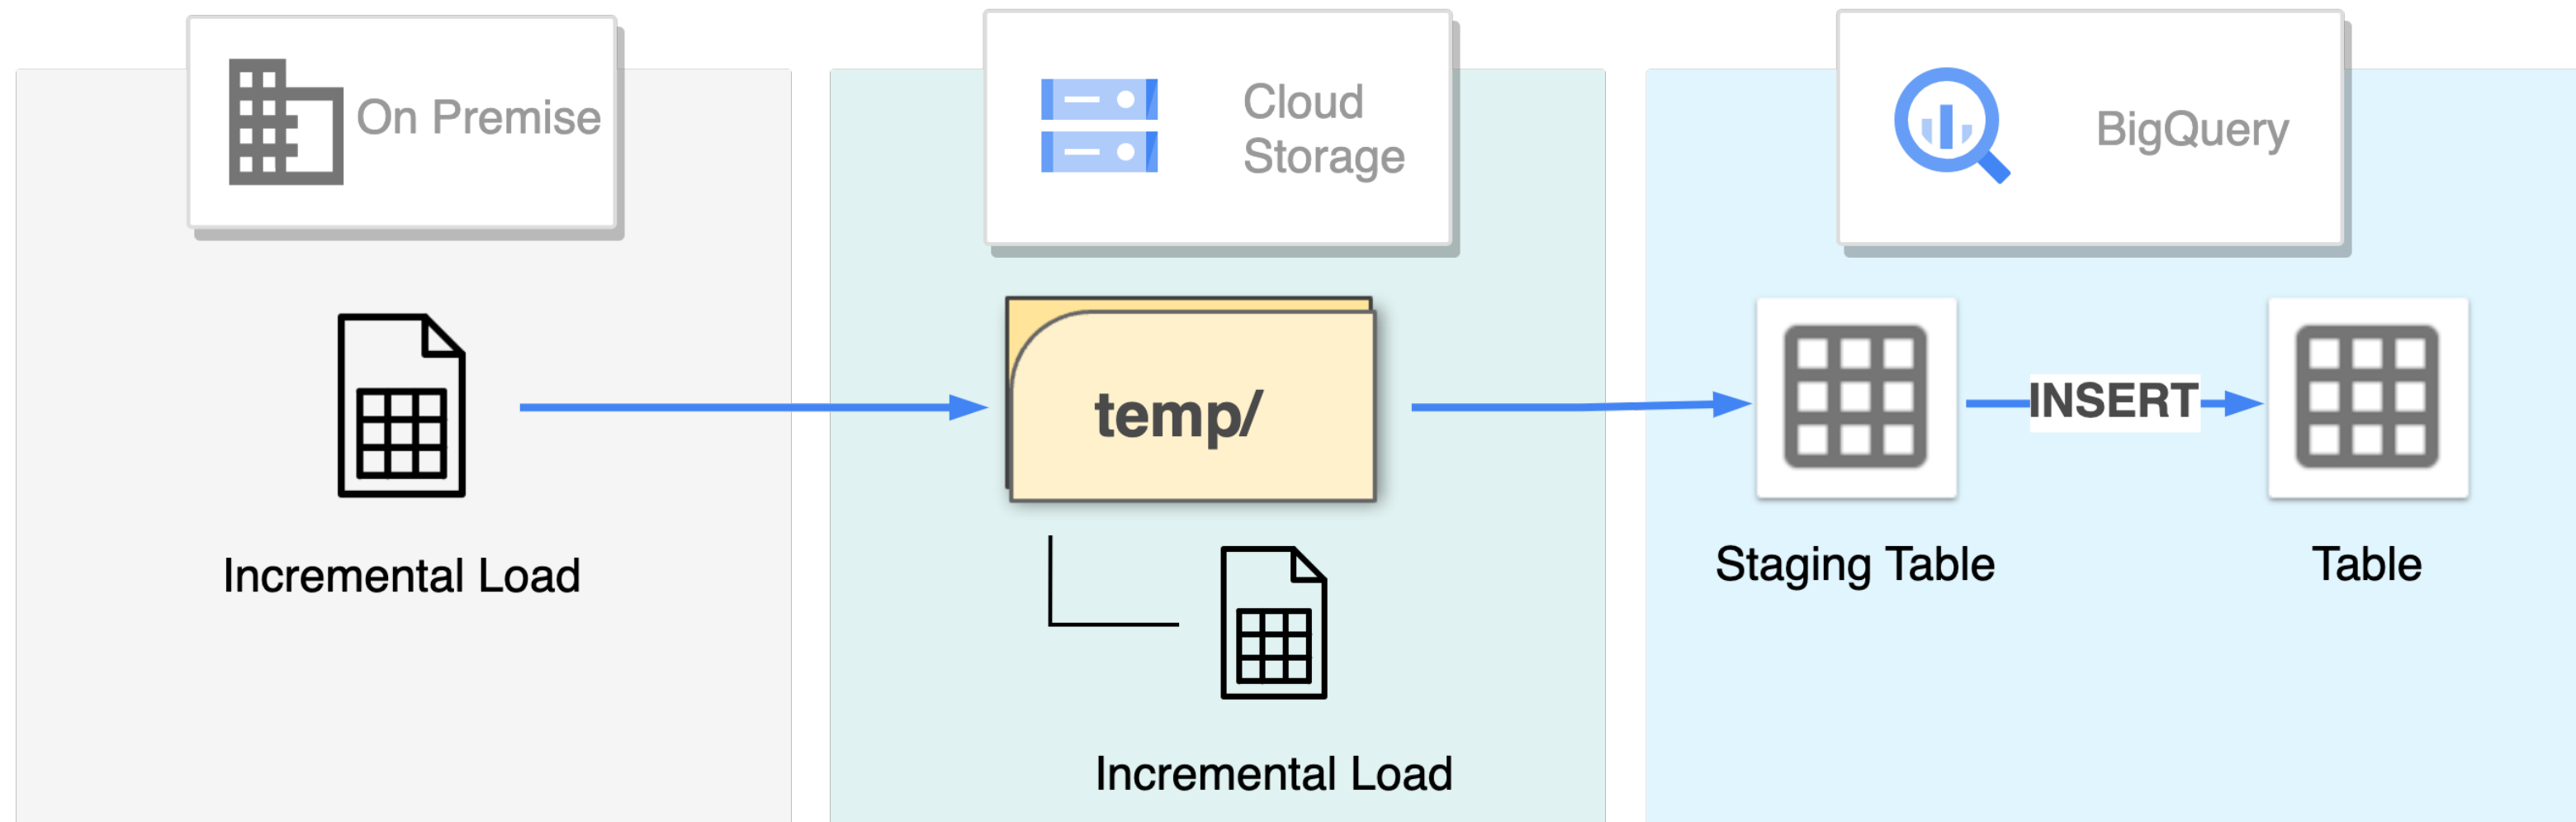 On Premise
Cloud
Storage
BigQuery
temp/
INSERT
Incremental Load
Staging Table
Table
Incremental Load